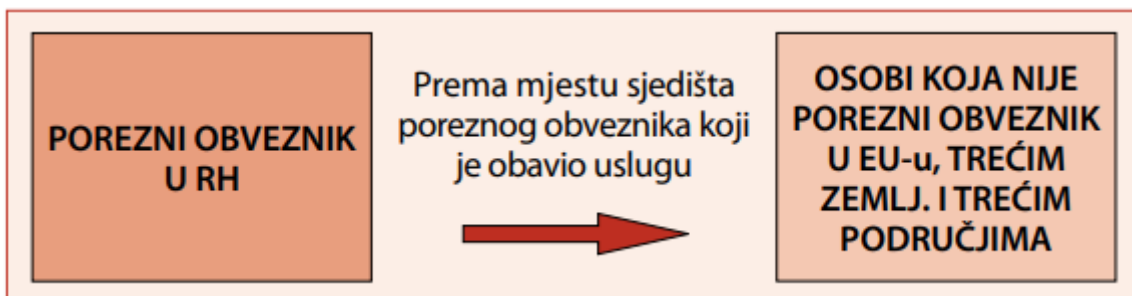 POREZNI OBVEZNIK
U RH
Prema mjestu sjedišta
poreznog obveznika koji
je obavio uslugu
OSOBI KOJA NIJE
POREZNI OBVEZNIK
U EU-u, TREĆIM
ZEMLJ. I TREĆIM
PODRUČJIMA